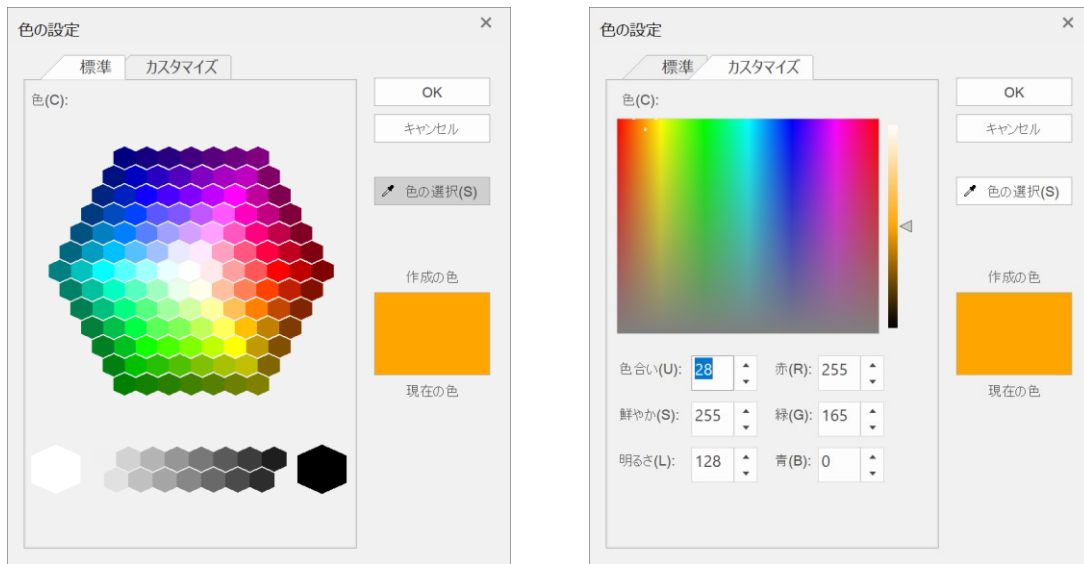 色の設定
標準 カスタマイズ
色(C):
OK
キャンセル
色の選択(S)
作成の色
現在の色
色の設定
標準 カスタマイズ
色(C):
OK
キャンセル
色の選択(S)
作成の色
現在の色
色合い(U): 28 赤(R): 255
鮮やか(S): 255 緑(G): 165
明るさ(L): 128 青(B): 0